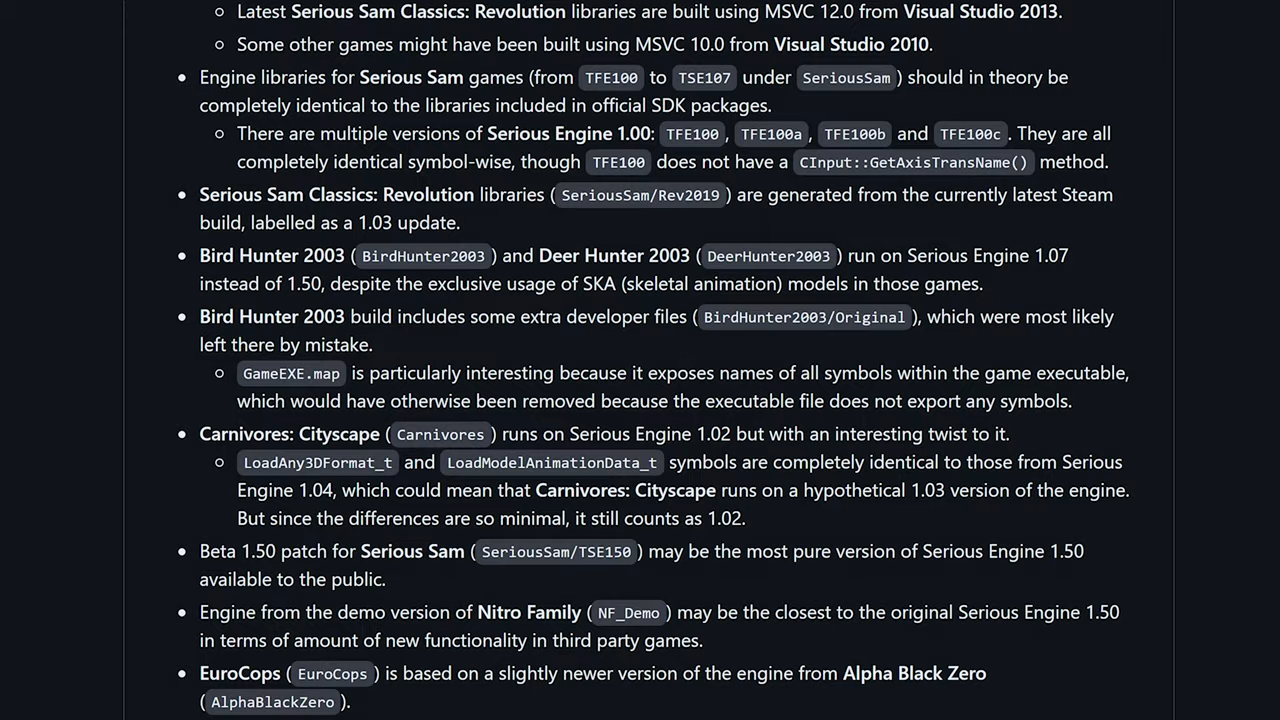 Latest Serious Sam Classics: Revolution libraries are built using MSVC 12.0 from Visual Studio 2013.
Some other games might have been built using MSVC 10.0 from Visual Studio 2010.
Engine libraries for Serious Sam games (from TFE100 to TSE107 under SeriousSam) should in theory be
completely identical to the libraries included in official SDK packages.
There are multiple versions of Serious Engine 1.00: TFE100, TFE100a, TFE100b and TFE100c. They are all
completely identical symbol-wise, though TFE100 does not have a CInput::GetAxisTransName() method.
Serious Sam Classics: Revolution libraries (SeriousSam/Rev2019) are generated from the currently latest Steam
build, labelled as a 1.03 update.
Bird Hunter 2003 (BirdHunter2003) and Deer Hunter 2003 (DeerHunter2003) run on Serious Engine 1.07
instead of 1.50, despite the exclusive usage of SKA (skeletal animation) models in those games.
Bird Hunter 2003 build includes some extra developer files (BirdHunter2003/Original), which were most likely
left there by mistake.
GameEXE.map is particularly interesting because it exposes names of all symbols within the game executable,
which would have otherwise been removed because the executable file does not export any symbols.
Carnivores: Cityscape (Carnivores) runs on Serious Engine 1.02 but with an interesting twist to it.
LoadAny3DFormat_t and LoadModelAnimationData_t symbols are completely identical to those from Serious
Engine 1.04, which could mean that Carnivores: Cityscape runs on a hypothetical 1.03 version of the engine.
But since the differences are so minimal, it still counts as 1.02.
Beta 1.50 patch for Serious Sam (SeriousSam/TSE150) may be the most pure version of Serious Engine 1.50
available to the public.
Engine from the demo version of Nitro Family (NF_Demo) may be the closest to the original Serious Engine 1.50
in terms of amount of new functionality in third party games.
EuroCops (EuroCops) is based on a slightly newer version of the engine from Alpha Black Zero
(AlphaBlackZero).